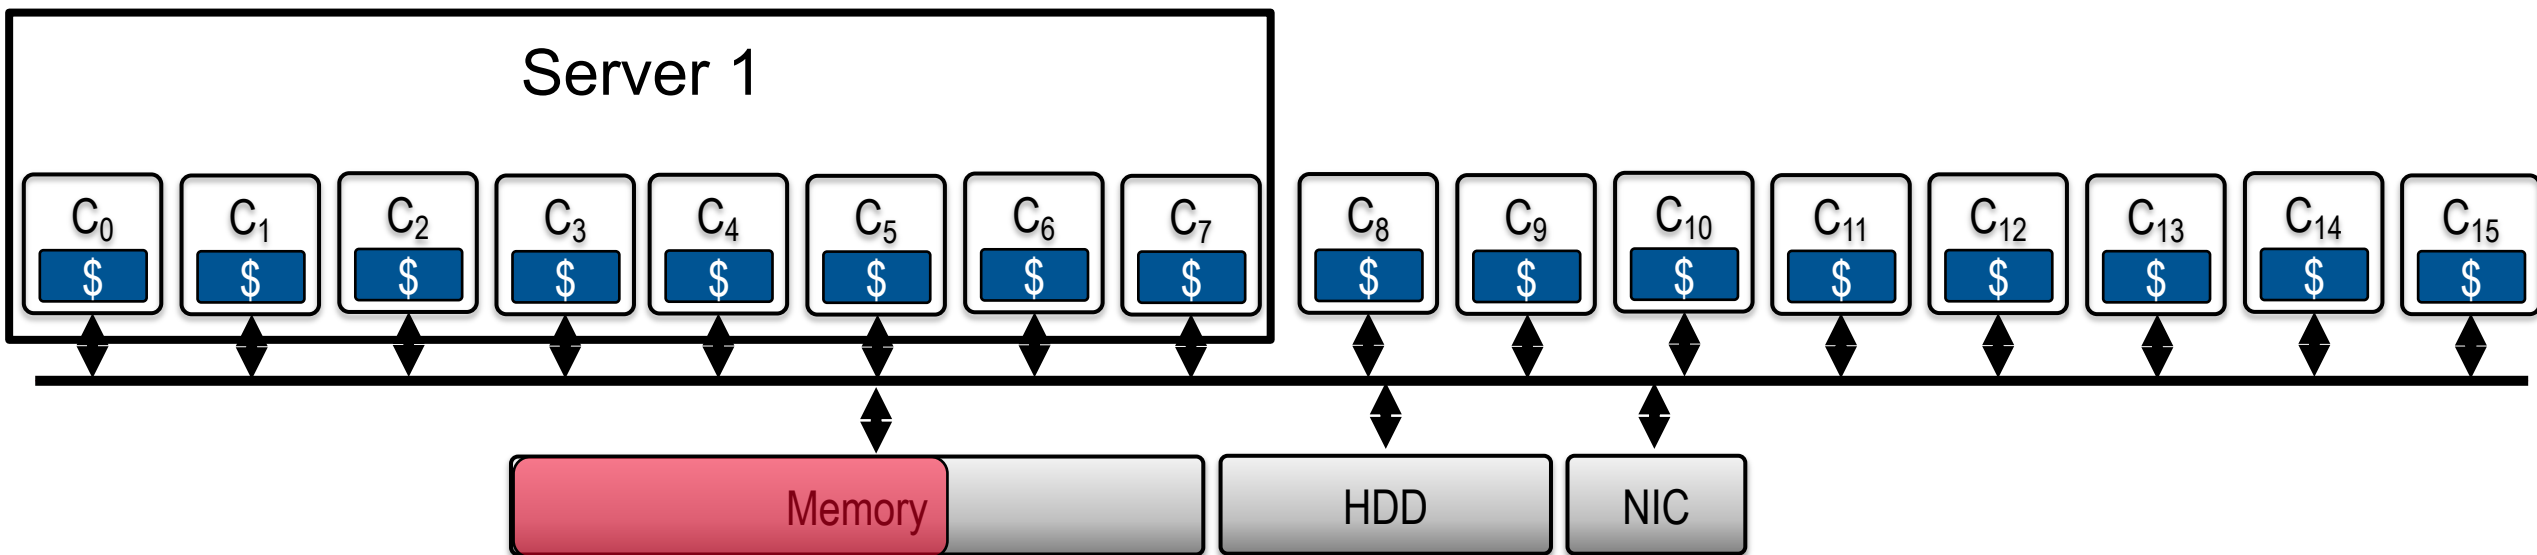 Server 1
C₀ C₁ C₂ C₃ C₄ C₅ C₆ C₇ C₈ C₉ C₁₀ C₁₁ C₁₂ C₁₃ C₁₄ C₁₅
$ $ $ $ $ $ $ $ $ $ $ $ $ $ $ $
Memory HDD NIC